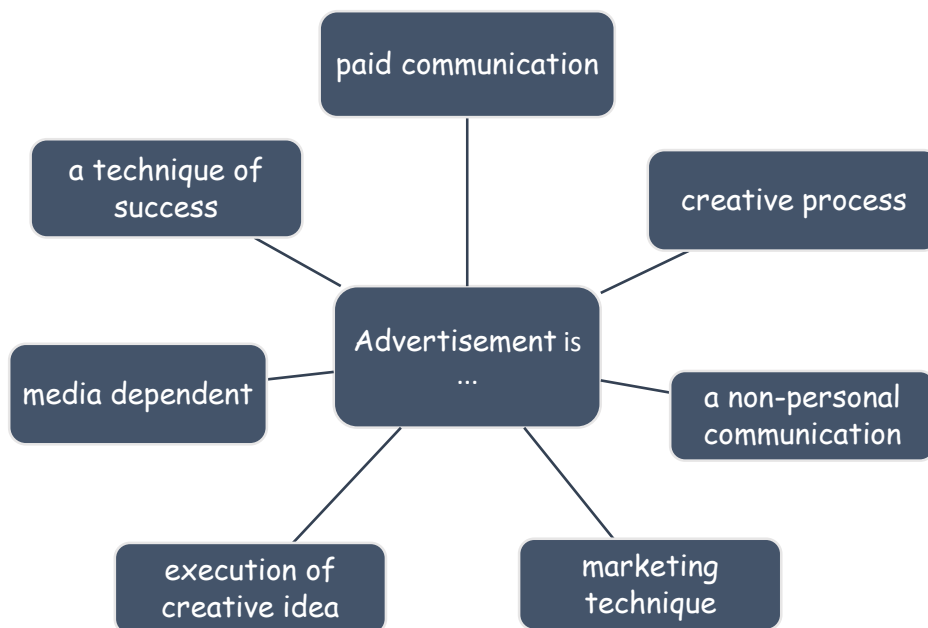 paid communication
a technique of
success
creative process
Advertisement is
...
media dependent
a non-personal
communication
execution of
creative idea
marketing
technique